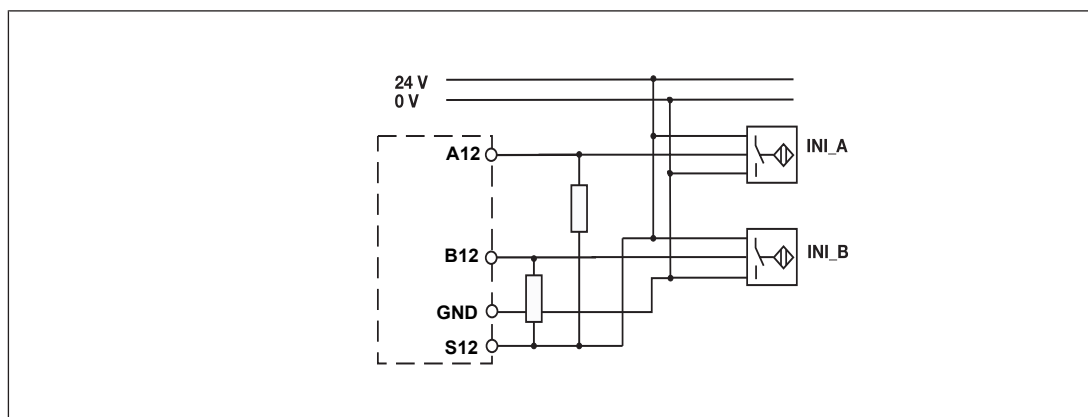 24 V
0 V
A12
INI_A
B12
INI_B
GND
S12